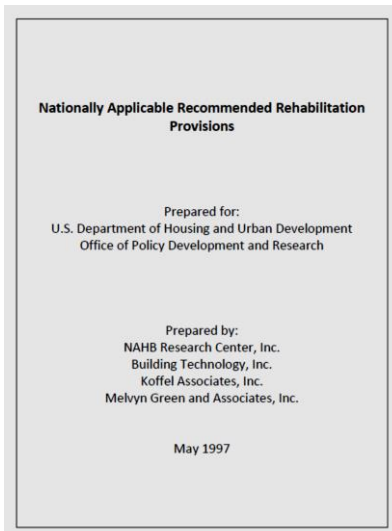 Nationally Applicable Recommended Rehabilitation
Provisions
Prepared for:
U.S. Department of Housing and Urban Development
Office of Policy Development and Research
Prepared by:
NAHB Research Center, Inc.
Building Technology, Inc.
Koffel Associates, Inc.
Melvyn Green and Associates, Inc.
May 1997